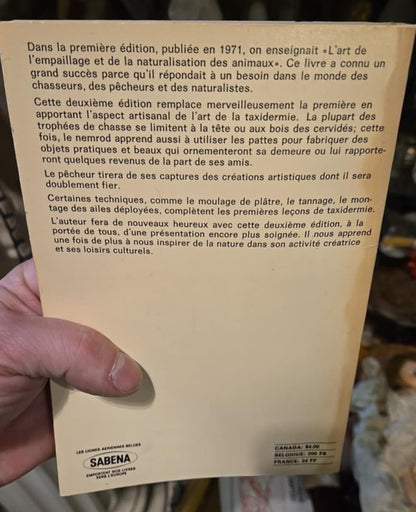 Dans la première édition, publiée en 1971, on enseignait «L'art de
l'empaillage et de la naturalisation des animaux». Ce livre a connu un
grand succès parce qu'il répondait à un besoin dans le monde des
chasseurs, des pêcheurs et des naturalistes.
Cette deuxième édition remplace merveilleusement la première en
apportant l'aspect artisanal de l'art de la taxidermie. La plupart des
trophées de chasse se limitent à la tête ou aux bois des cervidés; cette
fois, le nemrod apprend aussi à utiliser les pattes pour fabriquer des
objets pratiques et beaux qui ornementeront sa demeure ou lui rapporte-
ront quelques revenus de la part de ses amis.
Le pêcheur tirera de ses captures des créations artistiques dont il sera
doublement fier.
Certaines techniques, comme le moulage de plâtre, le tannage, le mon-
tage des ailes déployées, complètent les premières leçons de taxidermie.
L'auteur fera de nouveaux heureux avec cette deuxième édition, à la
portée de tous, d'une présentation encore plus soignée. Il nous apprend
une fois de plus à nous inspirer de la nature dans son activité créatrice
et ses loisirs culturels.
LES LIGNES AÉRIENNES BELGES
SABENA
EMPORTENT NOS LIVRES
VERS L'EUROPE
CANADA: $4.00
BELGIQUE: 200 FB
FRANCE: FF